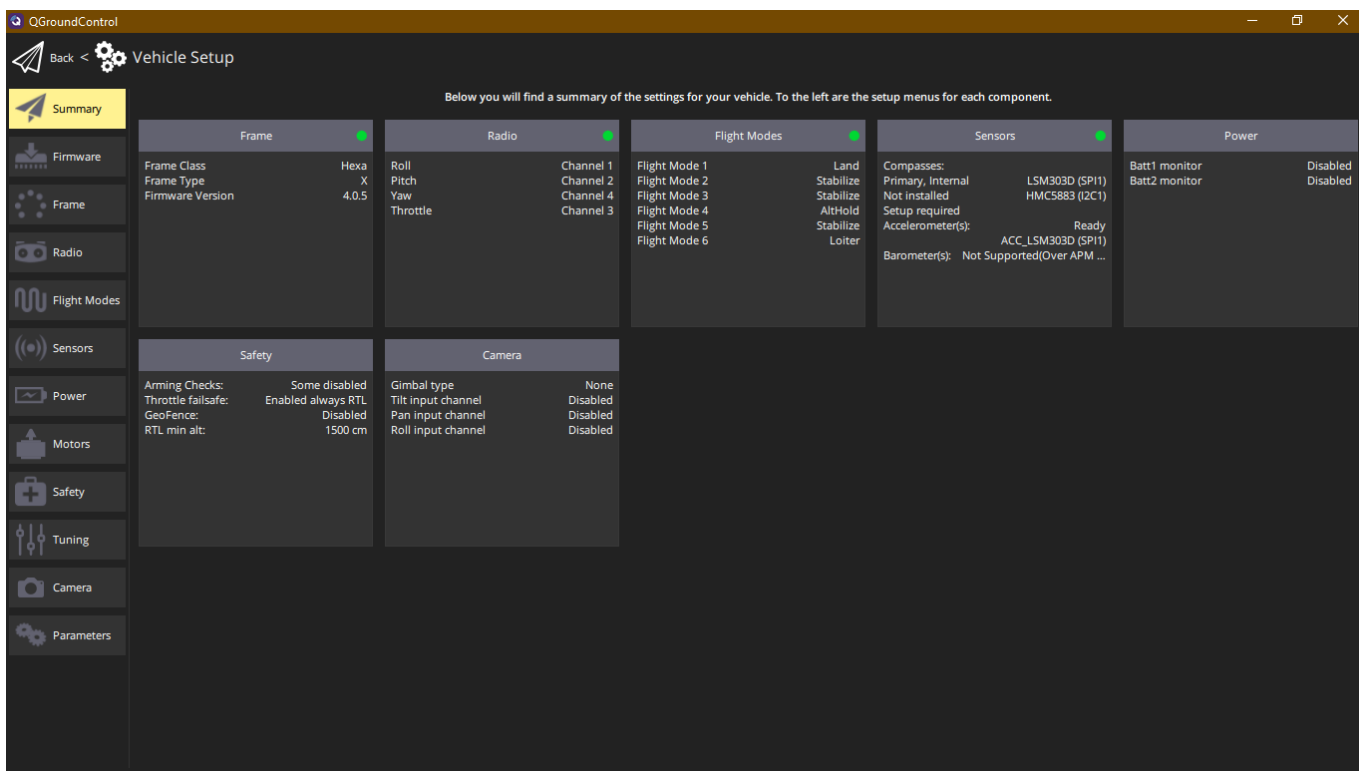 QGroundControl
Back < Vehicle Setup
Below you will find a summary of the settings for your vehicle. To the left are the setup menus for each component.
Summary
Firmware
Frame
Radio
Flight Modes
Sensors
Power
Motors
Safety
Tuning
Camera
Parameters
Frame
Frame Class Hexa
Frame Type X
Firmware Version 4.0.5
Radio
Roll Channel 1
Pitch Channel 2
Yaw Channel 4
Throttle Channel 3
Flight Modes
Flight Mode 1 Land
Flight Mode 2 Stabilize
Flight Mode 3 Stabilize
Flight Mode 4 AltHold
Flight Mode 5 Stabilize
Flight Mode 6 Loiter
Sensors
Compasses:
Primary, Internal LSM303D (SPI1)
Not installed HMC5883 (I2C1)
Setup required
Accelerometer(s): Ready
ACC_LSM303D (SPI1)
Barometer(s): Not Supported(Over APM ...
Power
Batt1 monitor Disabled
Batt2 monitor Disabled
Safety
Arming Checks: Some disabled
Throttle failsafe: Enabled always RTL
GeoFence: Disabled
RTL min alt: 1500 cm
Camera
Gimbal type None
Tilt input channel Disabled
Pan input channel Disabled
Roll input channel Disabled